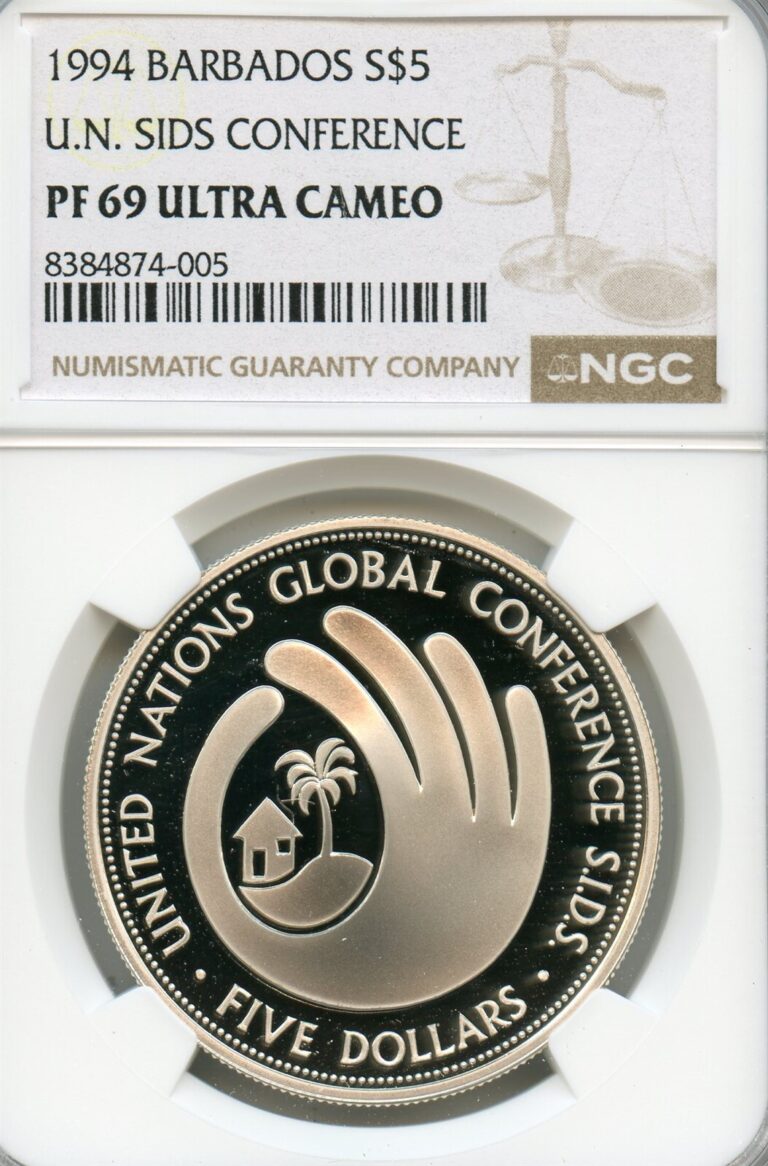 1994 BARBADOS S$5
U.N. SIDS CONFERENCE
PF 69 ULTRA CAMEO
8384874-005
NUMISMATIC GUARANTY COMPANY
NGC
UNITED NATIONS GLOBAL CONFERENCE S.I.D.S.
• FIVE DOLLARS •